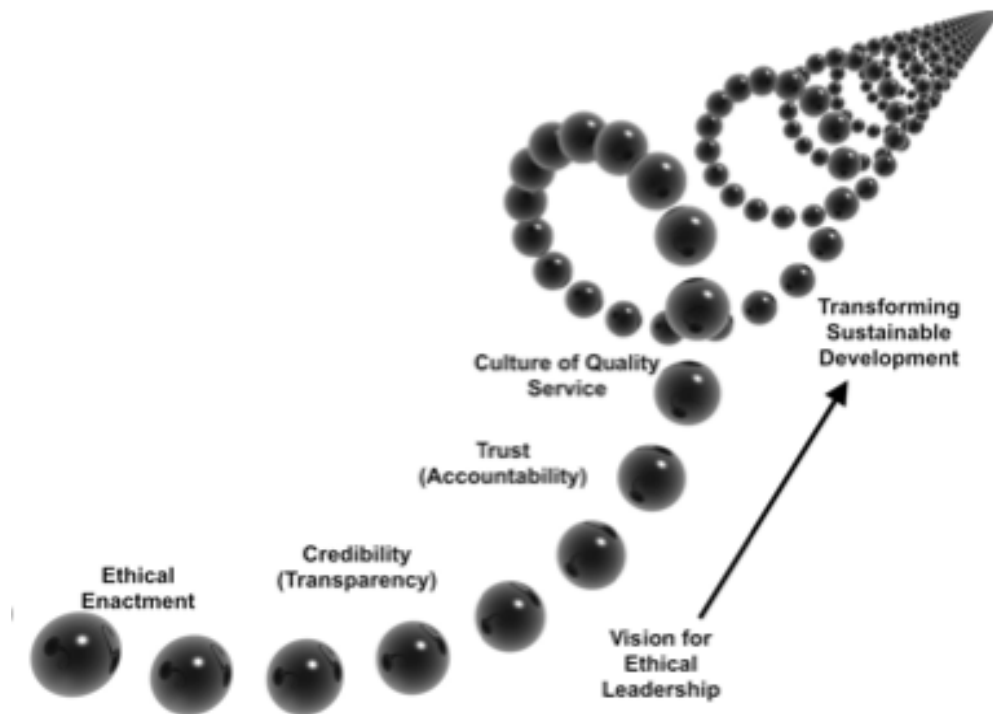 Transforming
Sustainable
Development
Culture of Quality
Service
Trust
(Accountability)
Credibility
(Transparency)
Ethical
Enactment
Vision for
Ethical
Leadership